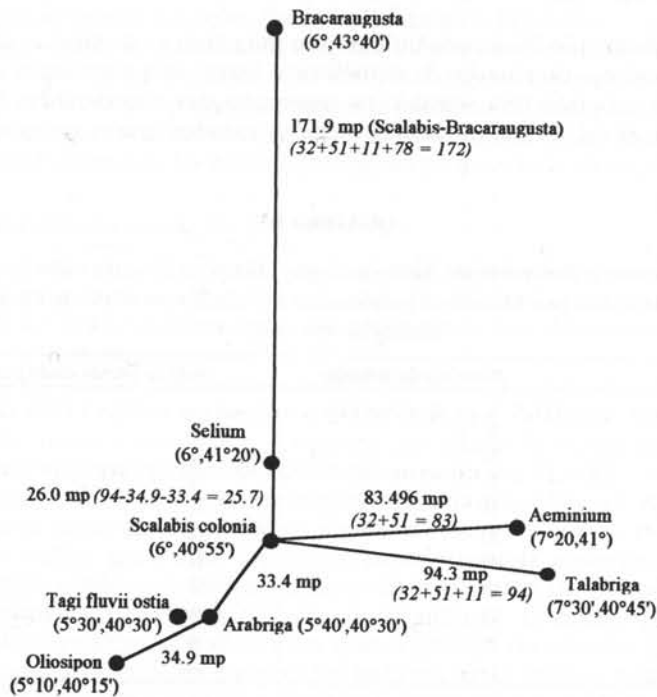 Bracaraugusta
(6°,43°40')
171.9 mp (Scalabis-Bracaraugusta)
(32+51+11+78 = 172)
Selium
(6°,41°20')
26.0 mp (94-34.9-33.4 = 25.7)
83.496 mp
(32+51 = 83)
Aeminium
(7°20,41°)
Scalabis colonia
(6°,40°55')
94.3 mp
(32+51+11 = 94)
Talabriga
(7°30',40°45')
33.4 mp
Tagi fluvii ostia
(5°30',40°30')
Arabriga (5°40',40°30')
34.9 mp
Oliosipon
(5°10',40°15')